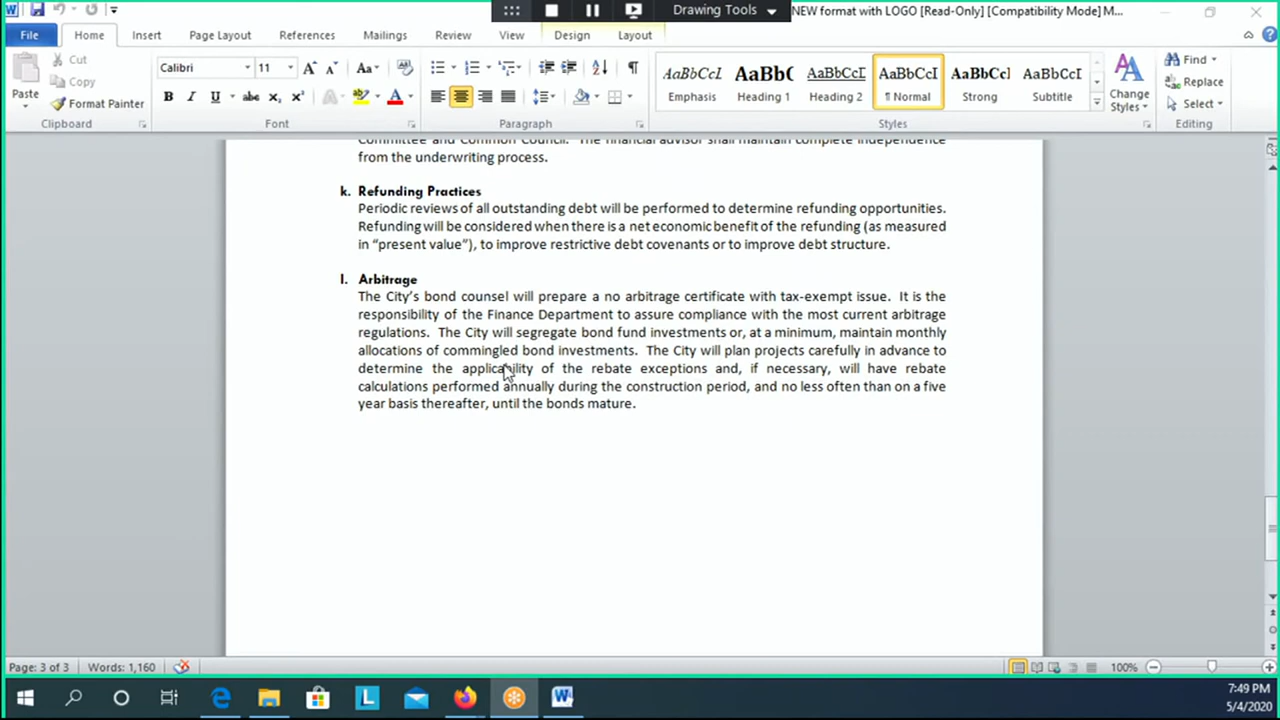 Drawing Tools
NEW format with LOGO [Read-Only] [Compatibility Mode] M...
File Home Insert Page Layout References Mailings Review View Design Layout
Paste
Cut
Copy
Format Painter
Clipboard
Calibri 11
Font
Paragraph
AaBbCcL AaBb( AaBbCcI AaBbCcI AaBbCcI AaBbCcI
Emphasis Heading 1 Heading 2 ¶ Normal Strong Subtitle
Styles
Change
Styles
Find
Replace
Select
Editing
Committee and Common Council. The financial advisor shall maintain complete independence
from the underwriting process.
k. Refunding Practices
Periodic reviews of all outstanding debt will be performed to determine refunding opportunities.
Refunding will be considered when there is a net economic benefit of the refunding (as measured
in “present value”), to improve restrictive debt covenants or to improve debt structure.
l. Arbitrage
The City’s bond counsel will prepare a no arbitrage certificate with tax-exempt issue. It is the
responsibility of the Finance Department to assure compliance with the most current arbitrage
regulations. The City will segregate bond fund investments or, at a minimum, maintain monthly
allocations of commingled bond investments. The City will plan projects carefully in advance to
determine the applicability of the rebate exceptions and, if necessary, will have rebate
calculations performed annually during the construction period, and no less often than on a five
year basis thereafter, until the bonds mature.
Page: 3 of 3 Words: 1,160 100%
7:49 PM
5/4/2020